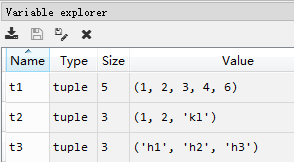 Variable explorer
Name Type Size Value
t1 tuple 5 (1, 2, 3, 4, 6)
t2 tuple 3 (1, 2, 'kl')
t3 tuple 3 ('h1', 'h2', 'h3')